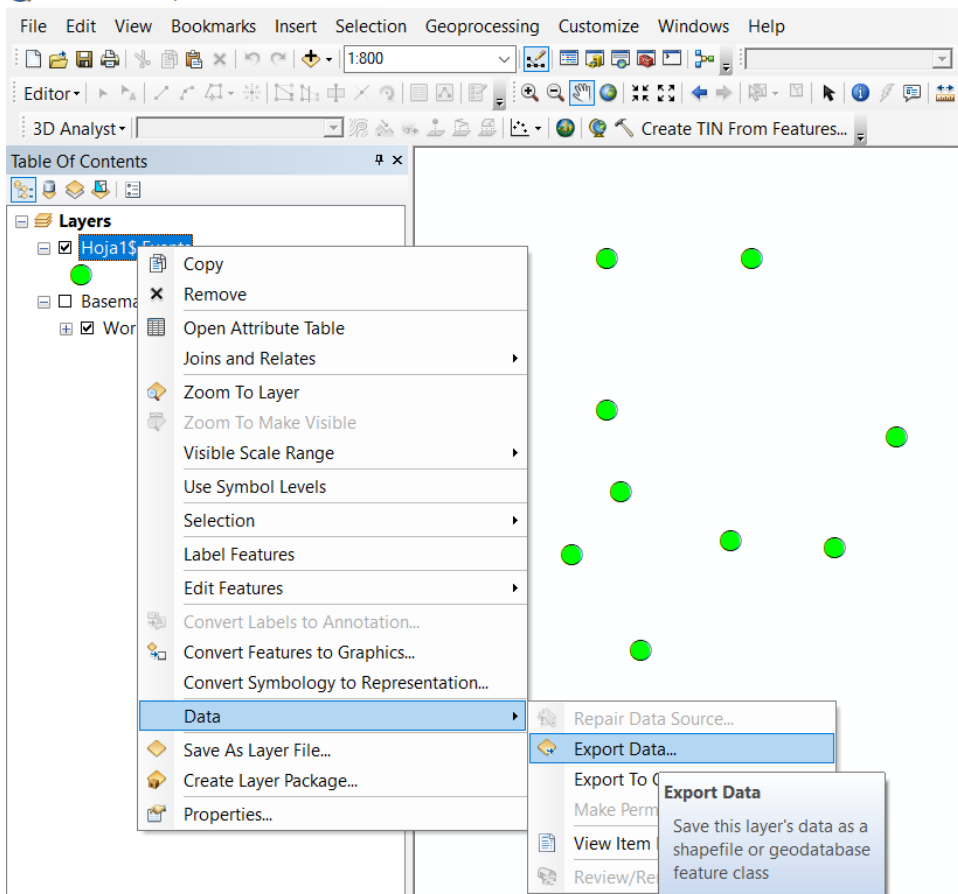 File Edit View Bookmarks Insert Selection Geoprocessing Customize Windows Help
1:800
Editor
3D Analyst Create TIN From Features...
Table Of Contents
Layers
Hoja1$ Events
Basema
Wor
Copy
Remove
Open Attribute Table
Joins and Relates
Zoom To Layer
Zoom To Make Visible
Visible Scale Range
Use Symbol Levels
Selection
Label Features
Edit Features
Convert Labels to Annotation...
Convert Features to Graphics...
Convert Symbology to Representation...
Data
Save As Layer File...
Create Layer Package...
Properties...
Repair Data Source...
Export Data...
Export To
Make Perm
View Item
Review/Re
Export Data
Save this layer's data as a
shapefile or geodatabase
feature class